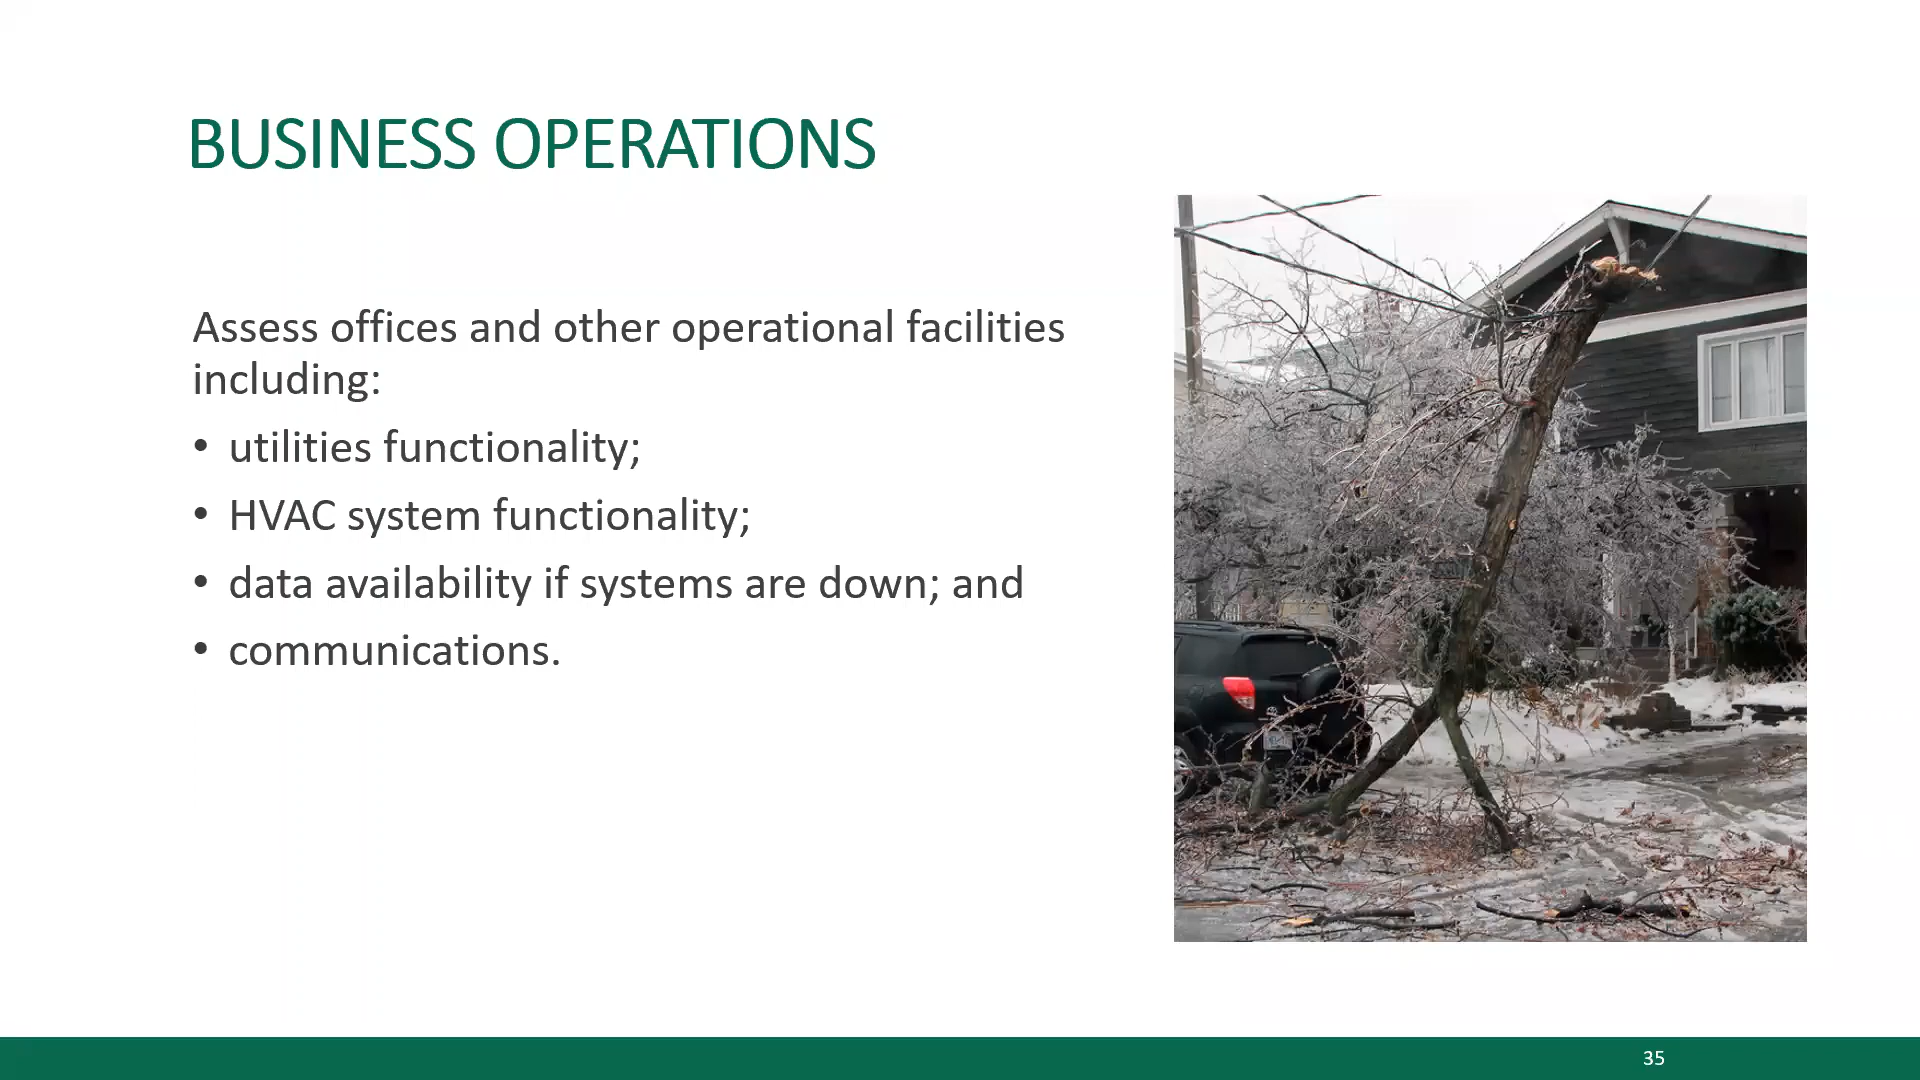 BUSINESS OPERATIONS
Assess offices and other operational facilities
including:
• utilities functionality;
• HVAC system functionality;
• data availability if systems are down; and
• communications.
35